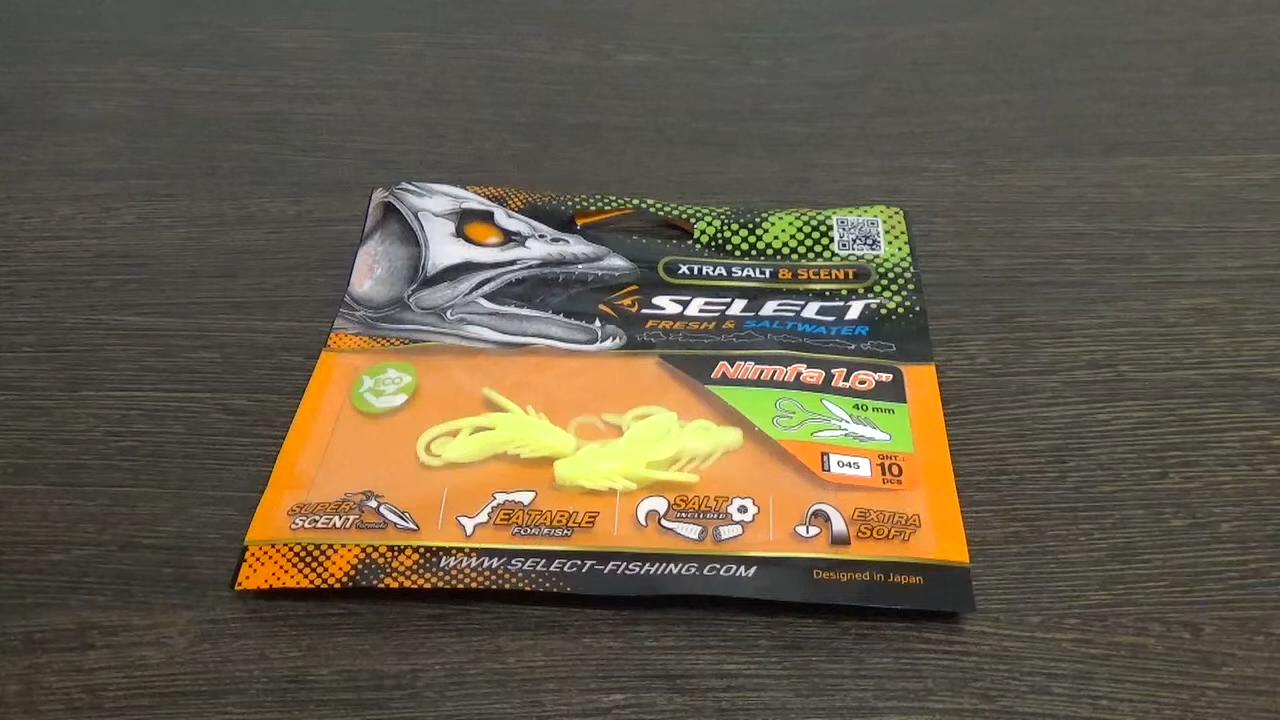 XTRA SALT & SCENT
SELECT
FRESH & SALTWATER
ECO
Nimfa 1.6”
40 mm
045
QNT.:
10
pcs
SUPER
SCENT formula
EATABLE
FOR FISH
SALT
INCLUDED
EXTRA
SOFT
WWW.SELECT-FISHING.COM
Designed in Japan